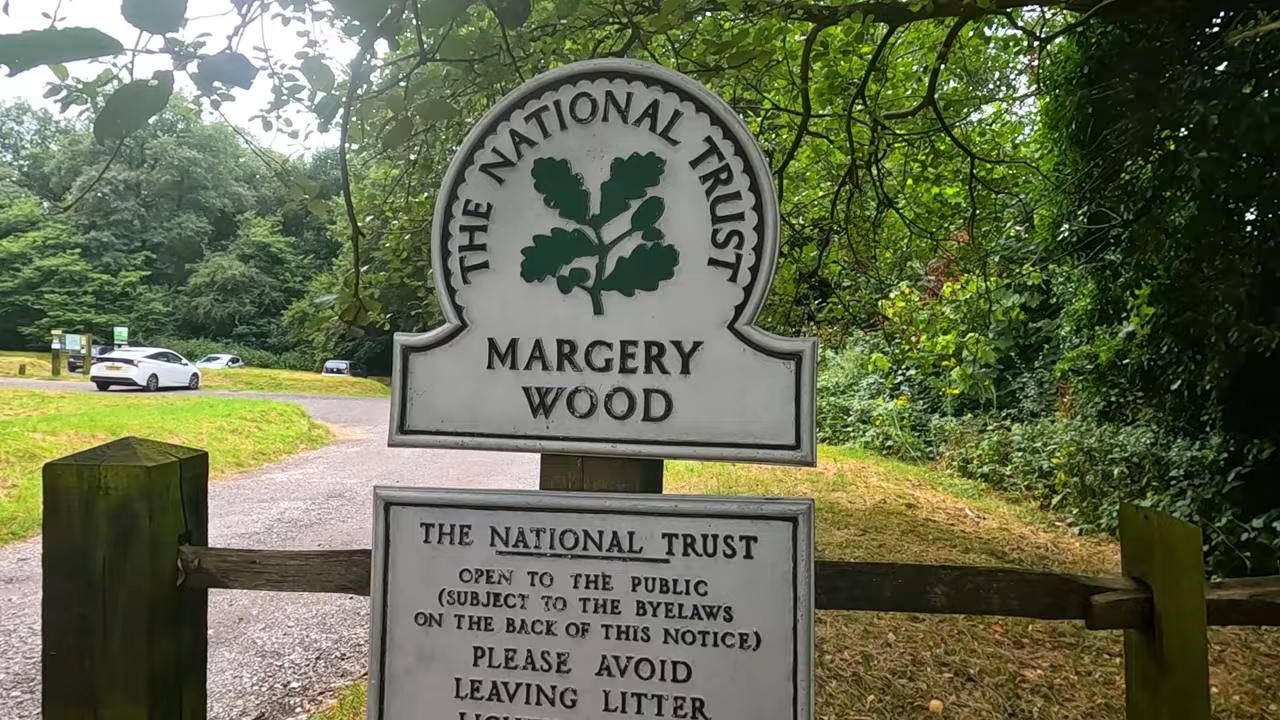 THE NATIONAL TRUST
MARGERY
WOOD
THE NATIONAL TRUST
OPEN TO THE PUBLIC
(SUBJECT TO THE BYELAWS
ON THE BACK OF THIS NOTICE)
PLEASE AVOID
LEAVING LITTER